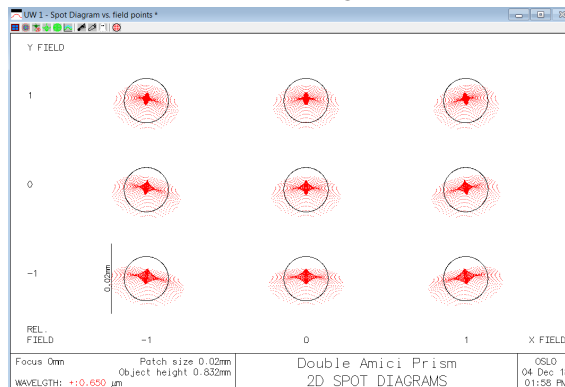 UW 1 - Spot Diagram vs. field points *
Y FIELD
1
0
-1
0.02mm
REL.
FIELD
-1
0
1
X FIELD
Focus 0mm
Patch size 0.02mm
Object height 0.832mm
WAVELGTH: +:0.650 µm
Double Amici Prism
2D SPOT DIAGRAMS
OSLO
04 Dec 1
01:58 PM